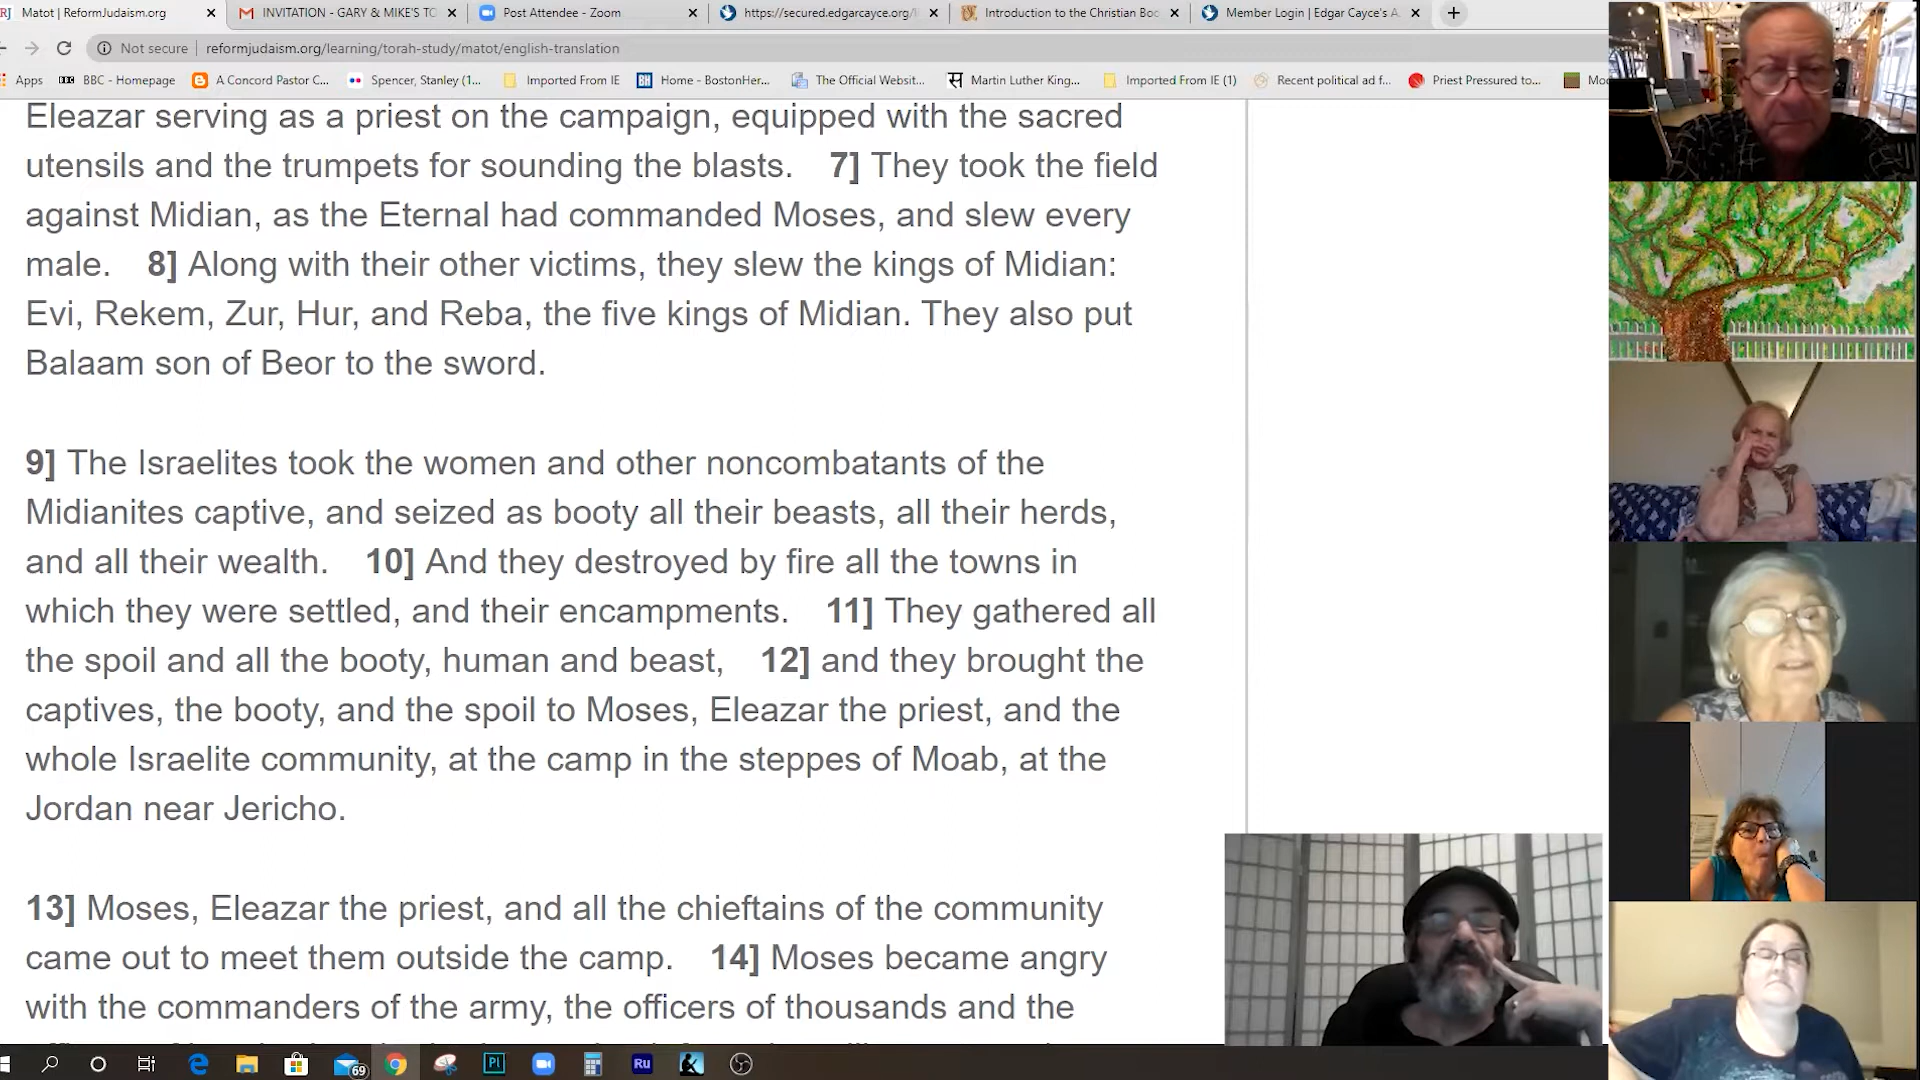 Matot | ReformJudaism.org
INVITATION - GARY & MIKE'S TO
Post Attendee - Zoom
https://secured.edgarcayce.org/
Introduction to the Christian Boo
Member Login | Edgar Cayce's A.
Not secure | reformjudaism.org/learning/torah-study/matot/english-translation
Apps
BBC - Homepage
A Concord Pastor C...
Spencer, Stanley (1...
Imported From IE
Home - BostonHer...
The Official Websit...
Martin Luther King...
Imported From IE (1)
Recent political ad f...
Priest Pressured to...
Eleazar serving as a priest on the campaign, equipped with the sacred
utensils and the trumpets for sounding the blasts. 7] They took the field
against Midian, as the Eternal had commanded Moses, and slew every
male. 8] Along with their other victims, they slew the kings of Midian:
Evi, Rekem, Zur, Hur, and Reba, the five kings of Midian. They also put
Balaam son of Beor to the sword.
9] The Israelites took the women and other noncombatants of the
Midianites captive, and seized as booty all their beasts, all their herds,
and all their wealth. 10] And they destroyed by fire all the towns in
which they were settled, and their encampments. 11] They gathered all
the spoil and all the booty, human and beast, 12] and they brought the
captives, the booty, and the spoil to Moses, Eleazar the priest, and the
whole Israelite community, at the camp in the steppes of Moab, at the
Jordan near Jericho.
13] Moses, Eleazar the priest, and all the chieftains of the community
came out to meet them outside the camp. 14] Moses became angry
with the commanders of the army, the officers of thousands and the
69
Pl
Ru